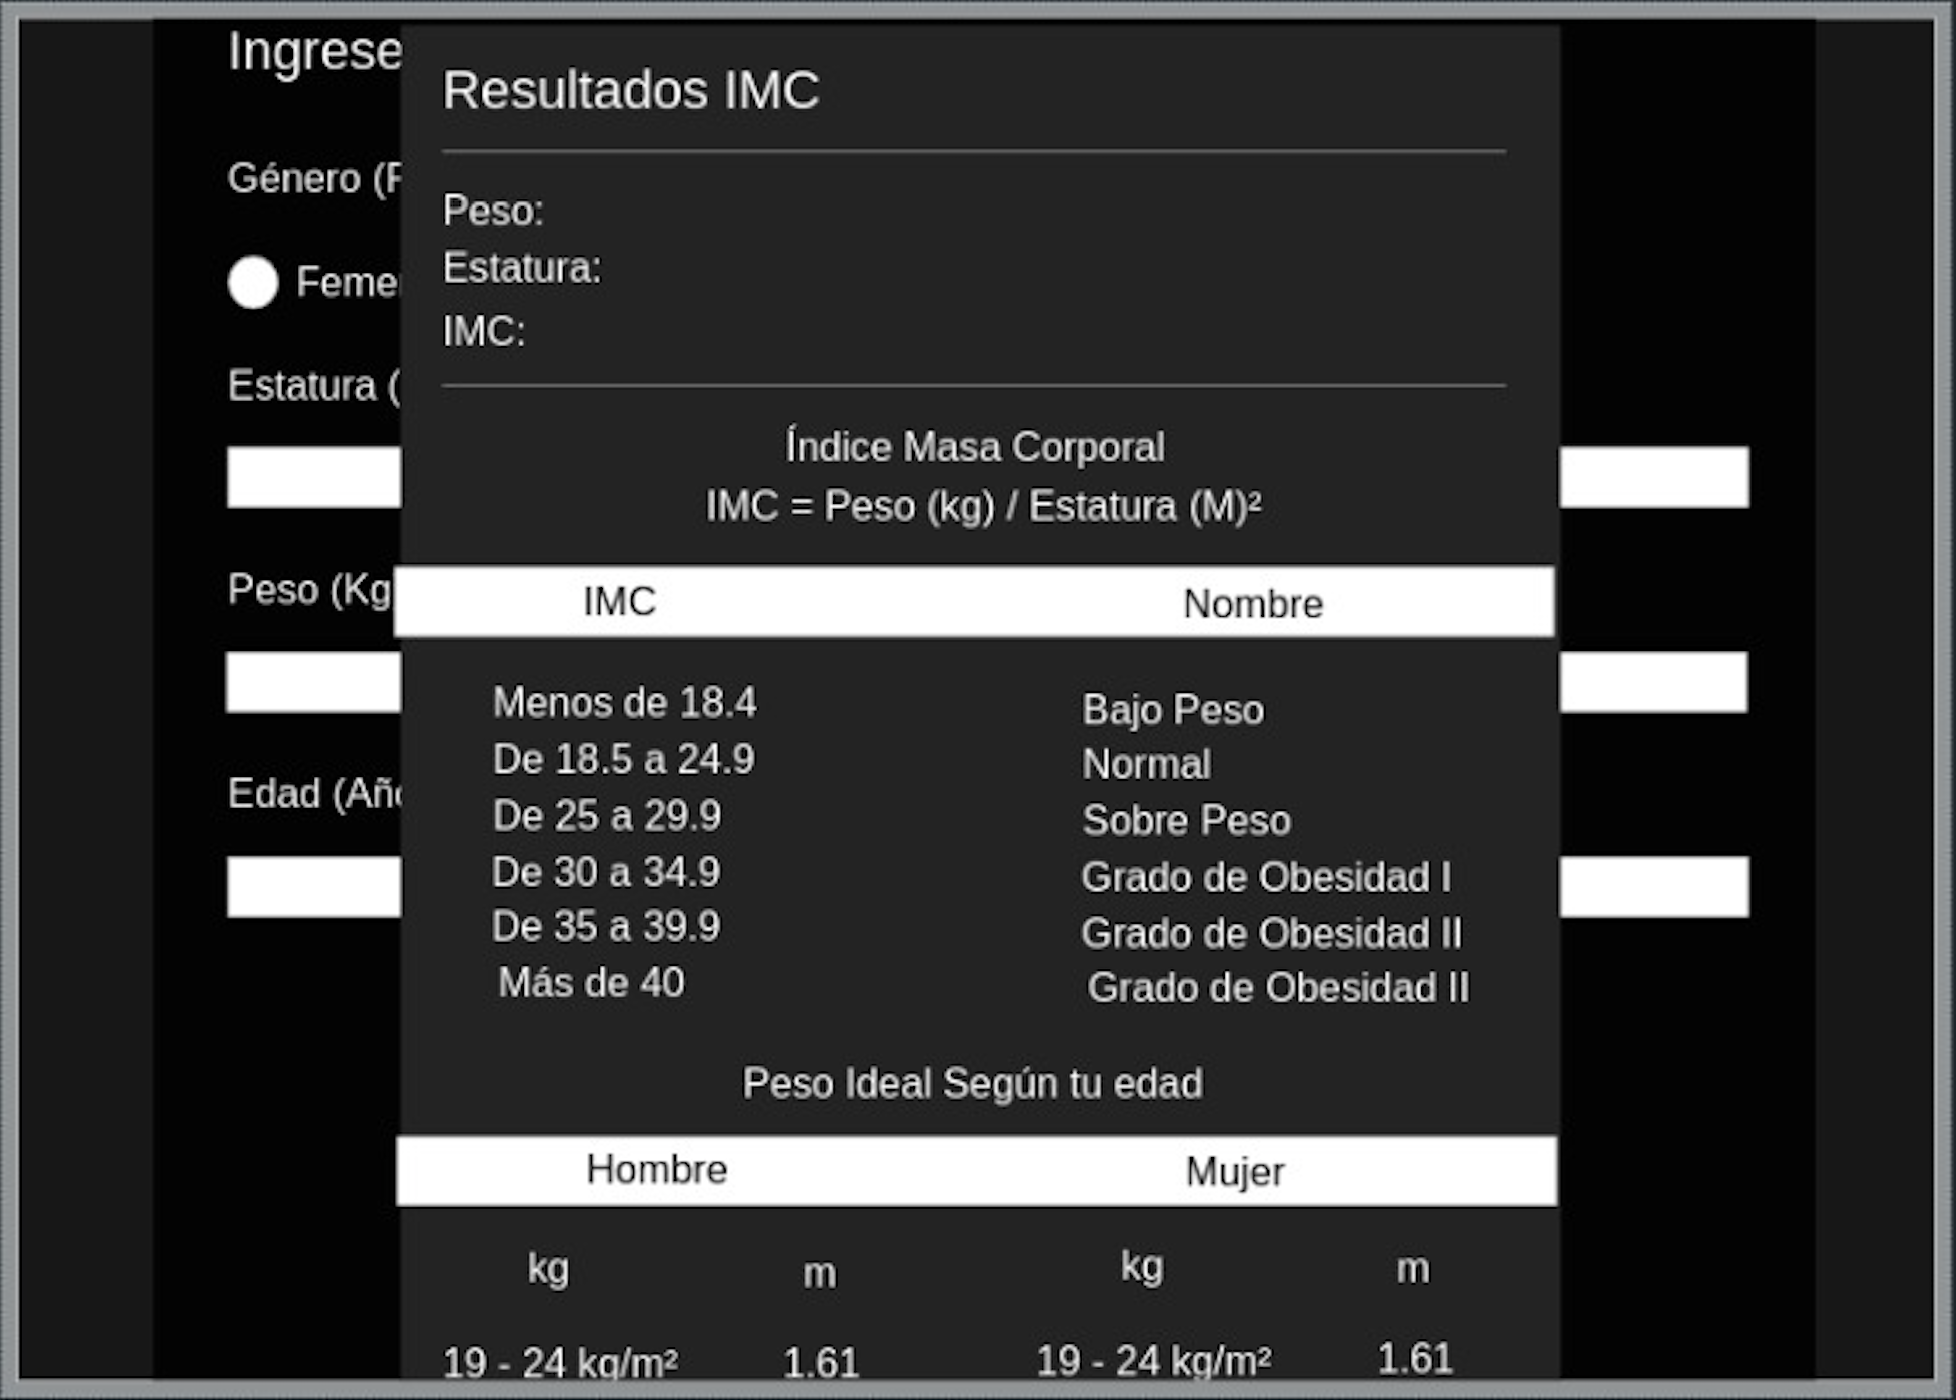 Ingrese
Resultados IMC
Género (F
Peso:
Estatura:
IMC:
Estatura (
Índice Masa Corporal
IMC = Peso (kg) / Estatura (M)²
Peso (Kg
IMC Nombre
Menos de 18.4 Bajo Peso
De 18.5 a 24.9 Normal
Edad (Año
De 25 a 29.9 Sobre Peso
De 30 a 34.9 Grado de Obesidad I
De 35 a 39.9 Grado de Obesidad II
Más de 40 Grado de Obesidad II
Peso Ideal Según tu edad
Hombre Mujer
kg m kg m
19 - 24 kg/m² 1.61 19 - 24 kg/m² 1.61